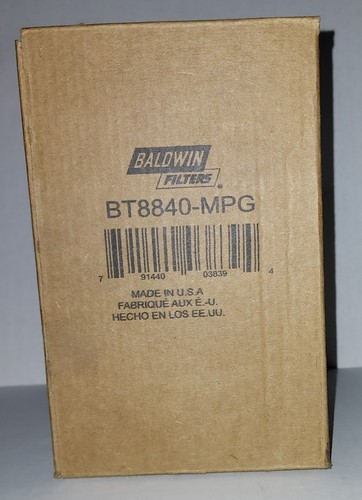 BALDWIN
FILTERS®
BT8840-MPG
7 91440 03839 4
MADE IN U.S.A
FABRIQUÉ AUX É.-U.
HECHO EN LOS EE.UU.